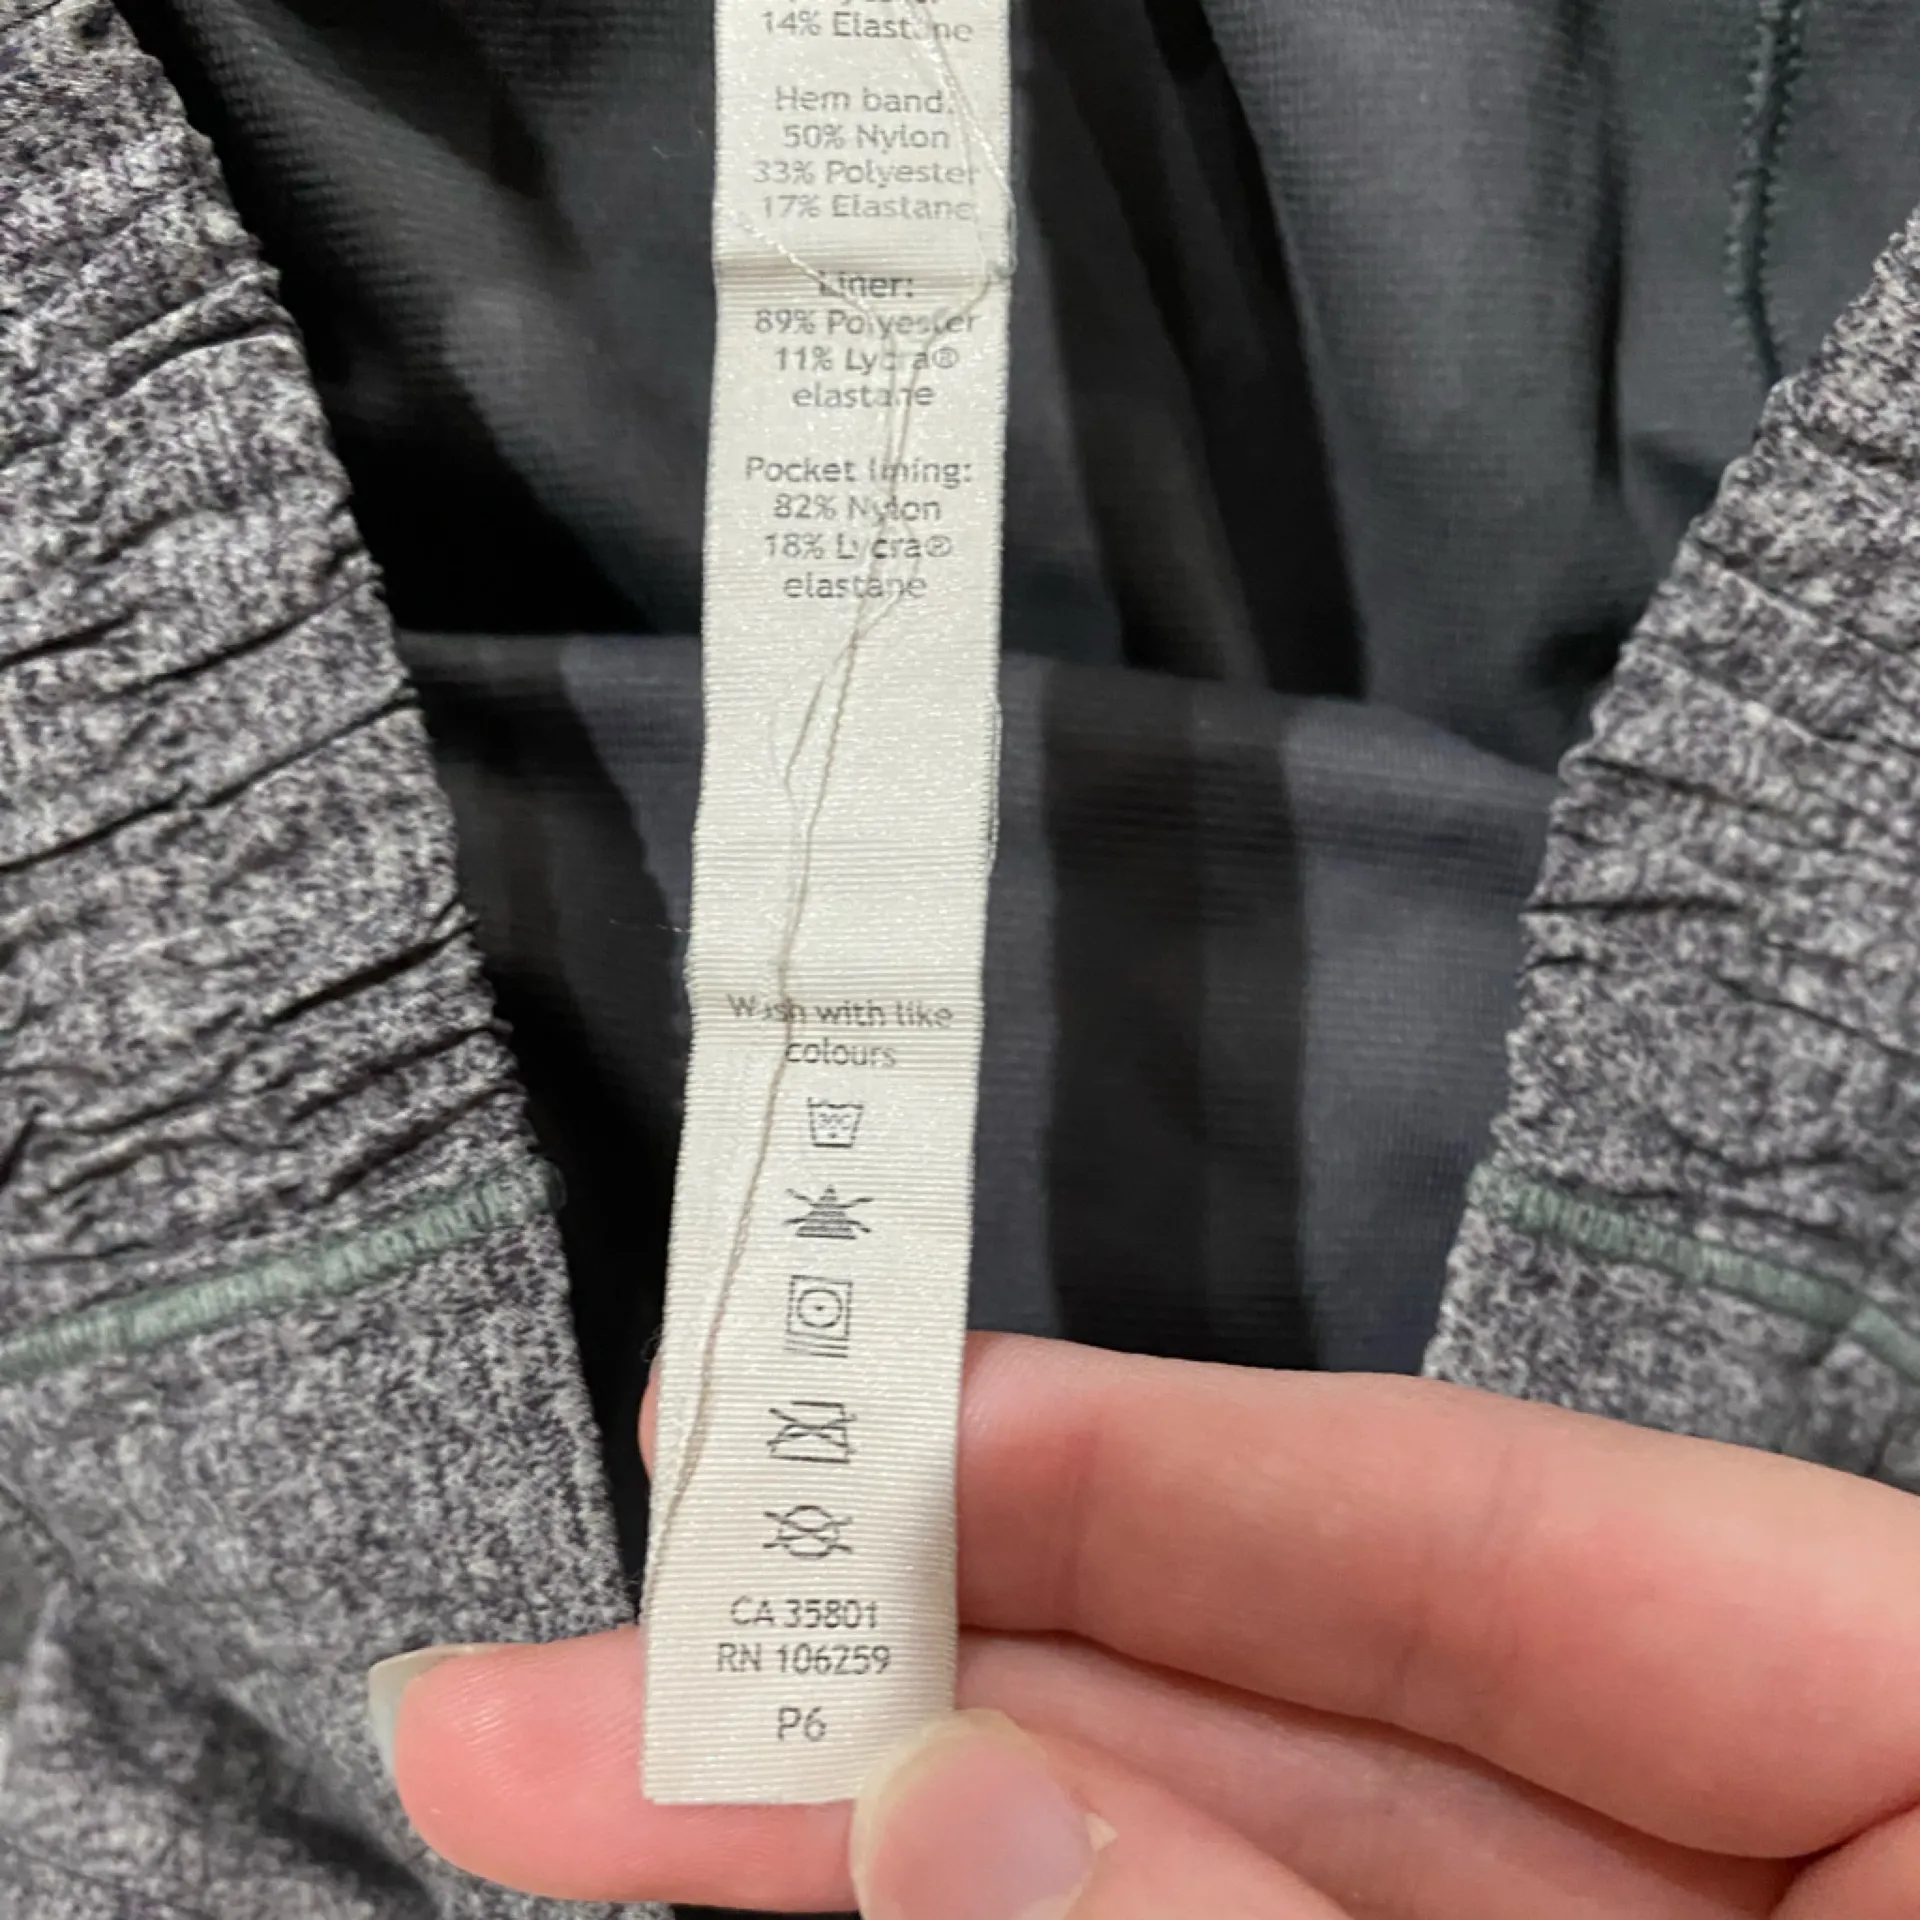 14% Elastane
Hem band:
50% Nylon
33% Polyester
17% Elastane
Liner:
89% Polyester
11% Lycra®
elastane
Pocket lining:
82% Nylon
18% Lycra®
elastane
Wash with like
colours
CA 35801
RN 106259
P6